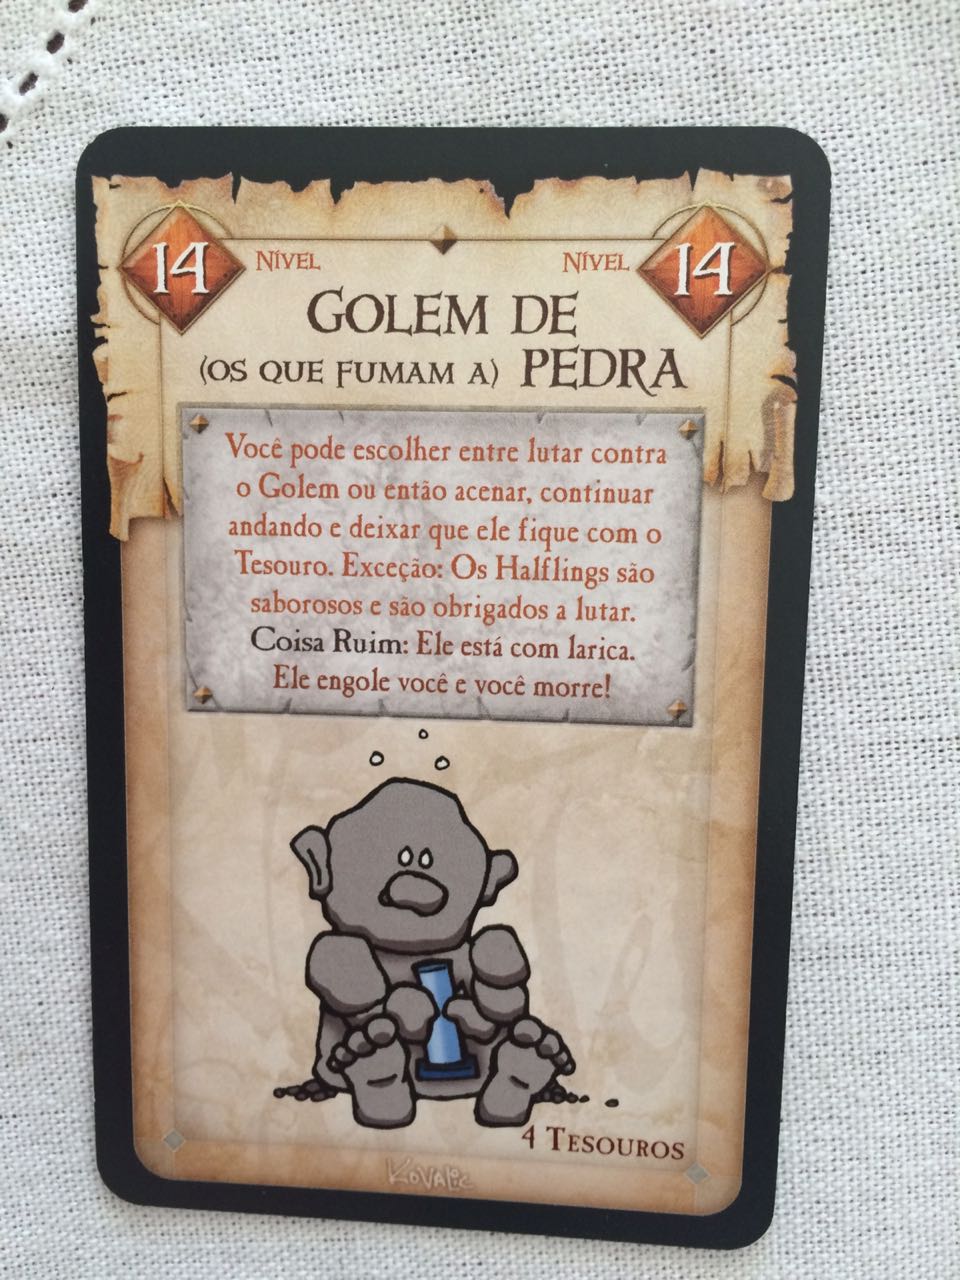 14 Nível Nível 14
Golem de
(os que fumam a) Pedra
Você pode escolher entre lutar contra
o Golem ou então acenar, continuar
andando e deixar que ele fique com o
Tesouro. Exceção: Os Halflings são
saborosos e são obrigados a lutar.
Coisa Ruim: Ele está com larica.
Ele engole você e você morre!
4 Tesouros
Kovalic